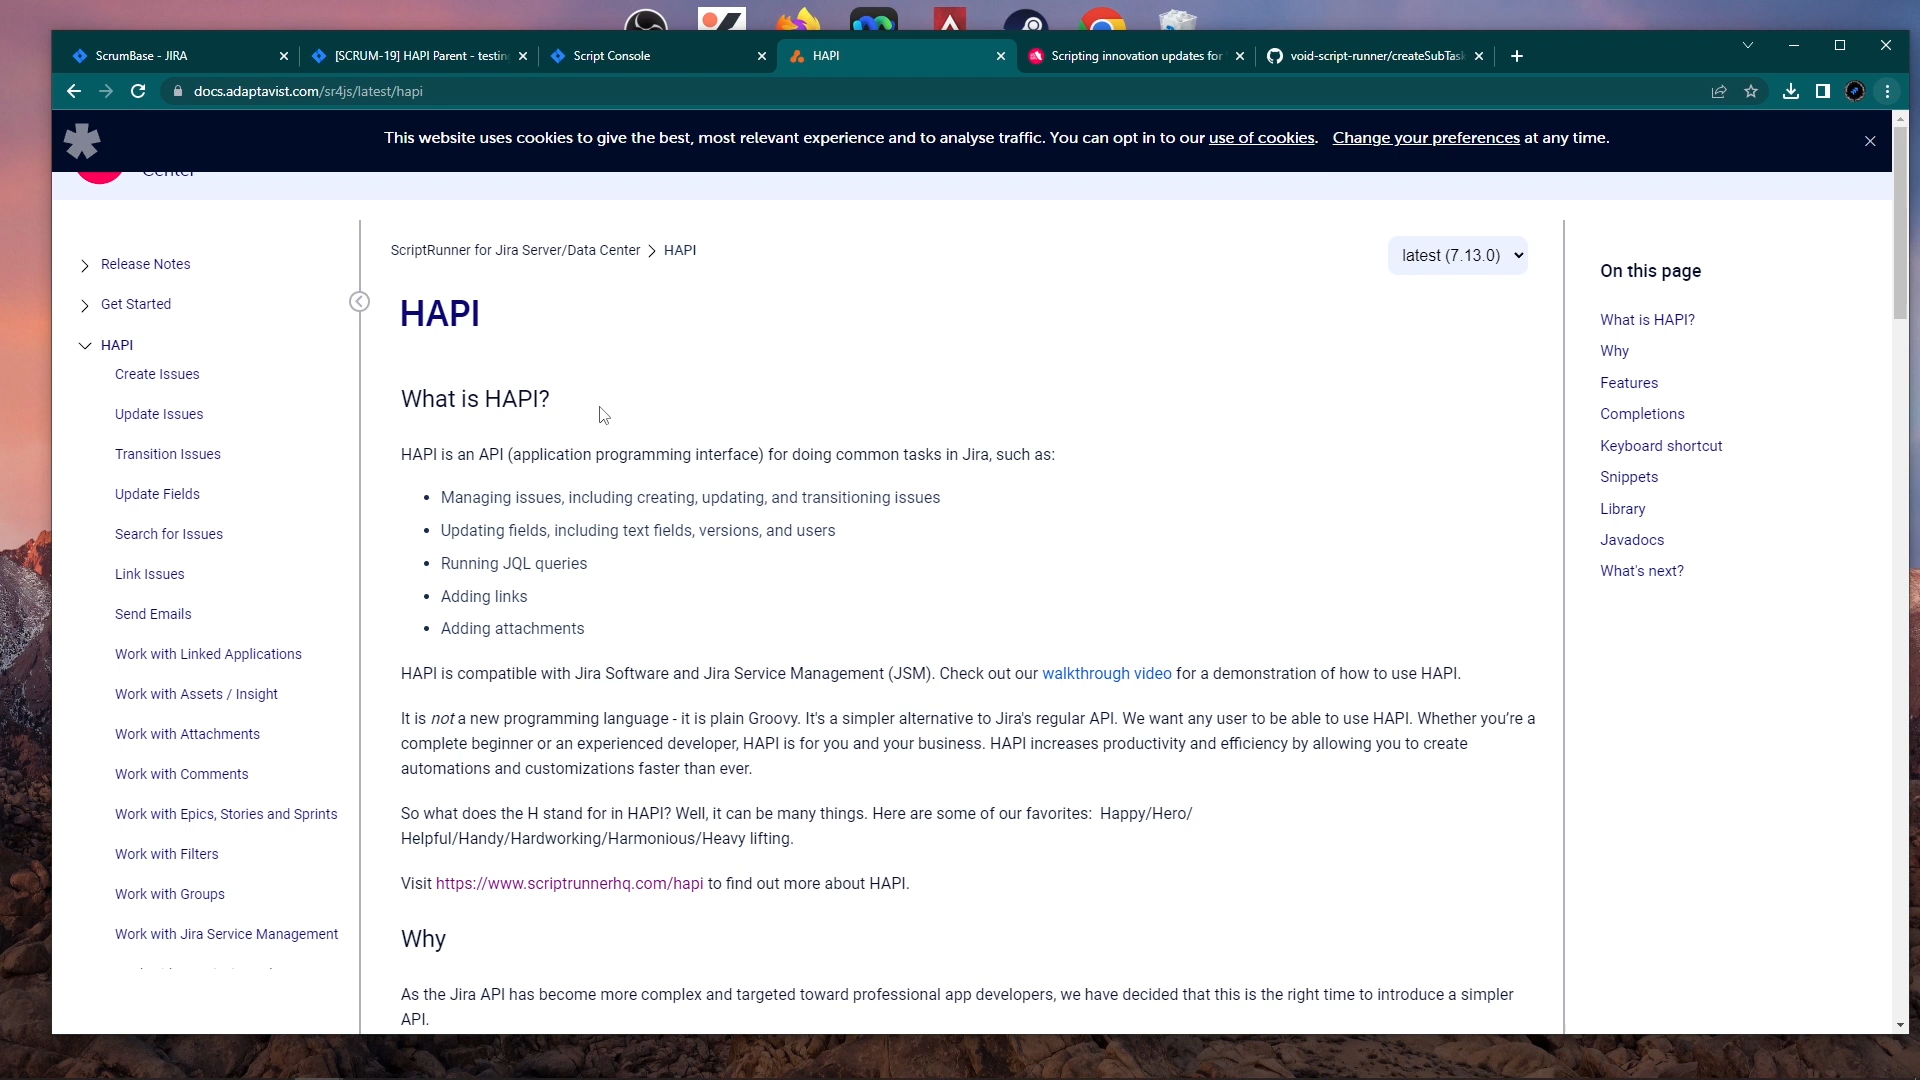 ScrumBase - JIRA
[SCRUM-19] HAPI Parent - testing
Script Console
HAPI
Scripting innovation updates for
void-script-runner/createSubTask
docs.adaptavist.com/sr4js/latest/hapi
This website uses cookies to give the best, most relevant experience and to analyse traffic. You can opt in to our use of cookies. Change your preferences at any time.
Center
Release Notes
Get Started
HAPI
Create Issues
Update Issues
Transition Issues
Update Fields
Search for Issues
Link Issues
Send Emails
Work with Linked Applications
Work with Assets / Insight
Work with Attachments
Work with Comments
Work with Epics, Stories and Sprints
Work with Filters
Work with Groups
Work with Jira Service Management
ScriptRunner for Jira Server/Data Center > HAPI
latest (7.13.0)
HAPI
What is HAPI?
HAPI is an API (application programming interface) for doing common tasks in Jira, such as:
• Managing issues, including creating, updating, and transitioning issues
• Updating fields, including text fields, versions, and users
• Running JQL queries
• Adding links
• Adding attachments
HAPI is compatible with Jira Software and Jira Service Management (JSM). Check out our walkthrough video for a demonstration of how to use HAPI.
It is not a new programming language - it is plain Groovy. It's a simpler alternative to Jira's regular API. We want any user to be able to use HAPI. Whether you’re a
complete beginner or an experienced developer, HAPI is for you and your business. HAPI increases productivity and efficiency by allowing you to create
automations and customizations faster than ever.
So what does the H stand for in HAPI? Well, it can be many things. Here are some of our favorites:  Happy/Hero/
Helpful/Handy/Hardworking/Harmonious/Heavy lifting.
Visit https://www.scriptrunnerhq.com/hapi to find out more about HAPI.
Why
As the Jira API has become more complex and targeted toward professional app developers, we have decided that this is the right time to introduce a simpler
API.
On this page
What is HAPI?
Why
Features
Completions
Keyboard shortcut
Snippets
Library
Javadocs
What's next?